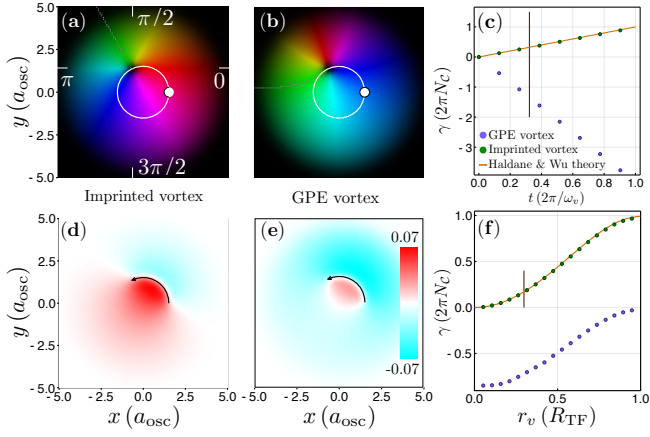 (a)
π/2
π
0
3π/2
5.0
2.5
0.0
-2.5
-5.0
y (a_osc)
Imprinted vortex
(b)
GPE vortex
(c)
1
0
-1
-2
-3
γ (2πN_C)
GPE vortex
Imprinted vortex
Haldane & Wu theory
0.0 0.2 0.4 0.6 0.8 1.0
t (2π/ω_v)
(d)
5.0
2.5
0.0
-2.5
-5.0
y (a_osc)
-5.0 -2.5 0.0 2.5 5.0
x (a_osc)
(e)
0.07
-0.07
-5.0 -2.5 0.0 2.5 5.0
x (a_osc)
(f)
1.0
0.5
0.0
-0.5
γ (2πN_C)
0.0 0.5 1.0
r_v (R_TF)